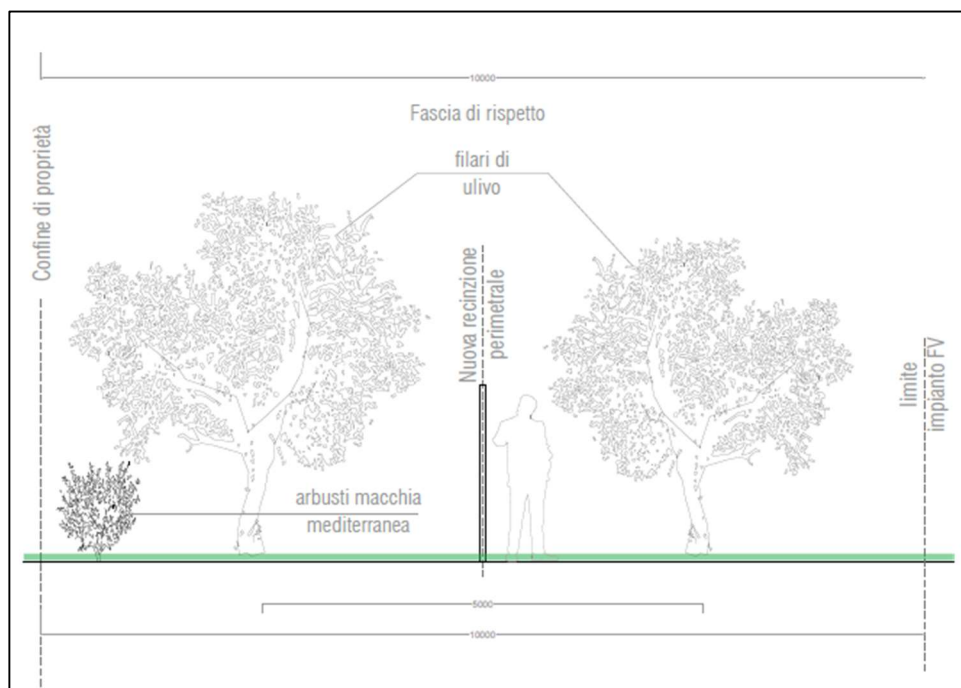 10000
Fascia di rispetto
Confine di proprietà
filari di
ulivo
Nuova recinzione
perimetrale
limite
impianto FV
arbusti macchia
mediterranea
5000
10000